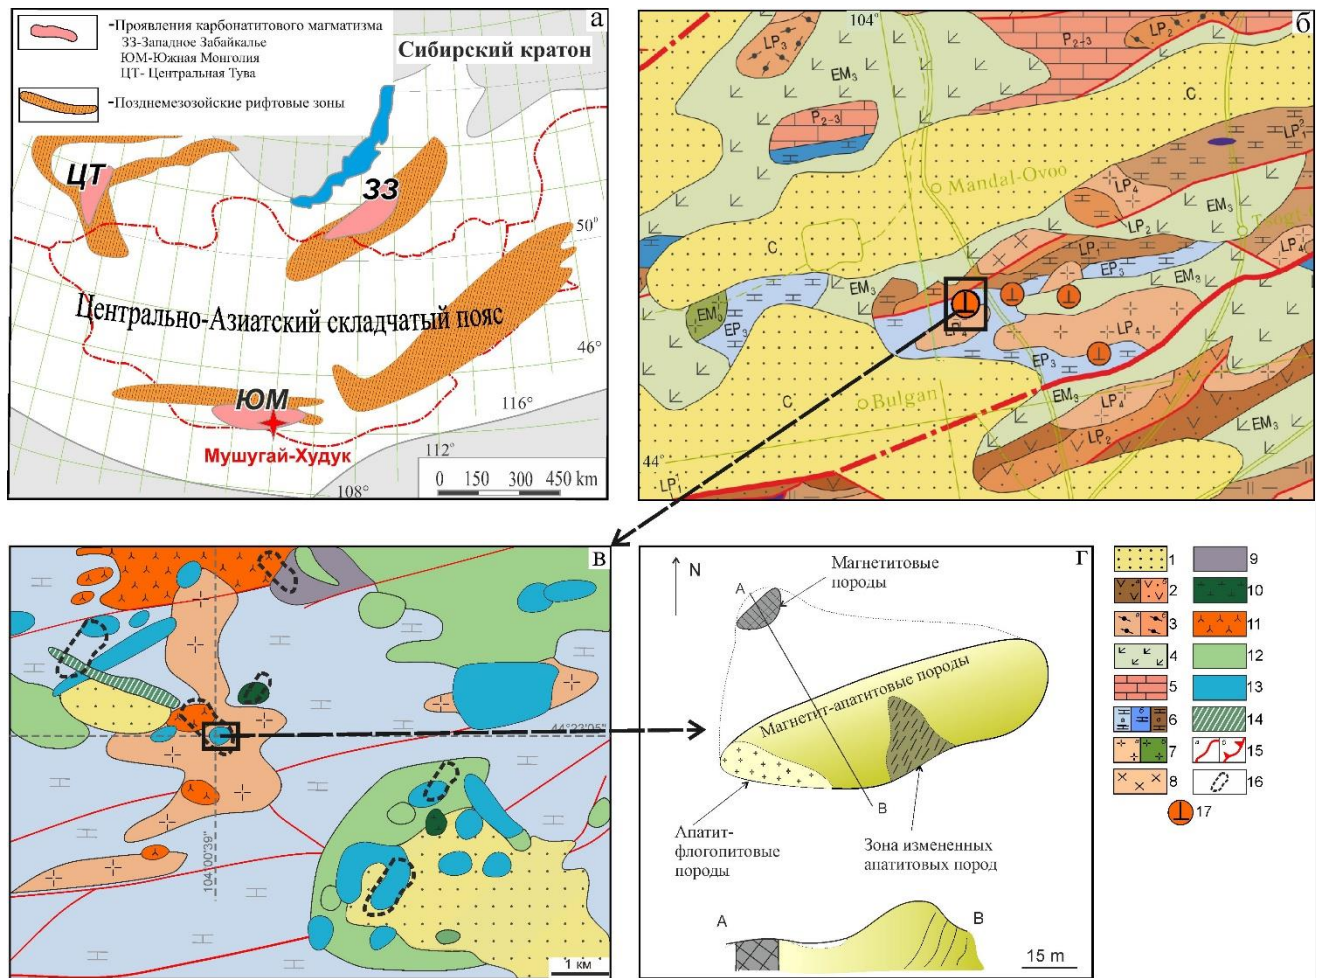 а
-Проявления карбонатитового магматизма
ЗЗ-Западное Забайкалье
ЮМ-Южная Монголия
ЦТ- Центральная Тува
-Позднемезозойские рифтовые зоны
Сибирский кратон
ЦТ
ЗЗ
50°
Центрально-Азиатский складчатый пояс
46°
ЮМ
116°
Мушугай-Худук
112°
108°
0 150 300 450 km
б
104°
LP3
LP2
P2-3
EM3
C
P2-3
LP1
Mandal-Ovoo
LP4
EM3
LP2
C
LP1
LP4
EP3
EM3
EM3
EM3
EP3
LP4
LP4
EP3
C
Bulgan
EM3
LP4
EM3
LP2
44°
LP1
в
44°23'05"
104°00'39"
1 км
г
N
A
Магнетитовые
породы
Магнетит-апатитовые породы
B
Апатит-
флогопитовые
породы
Зона измененных
апатитовых пород
A
B
15 m
1
2
3
4
5
6
7
8
9
10
11
12
13
14
15
16
17